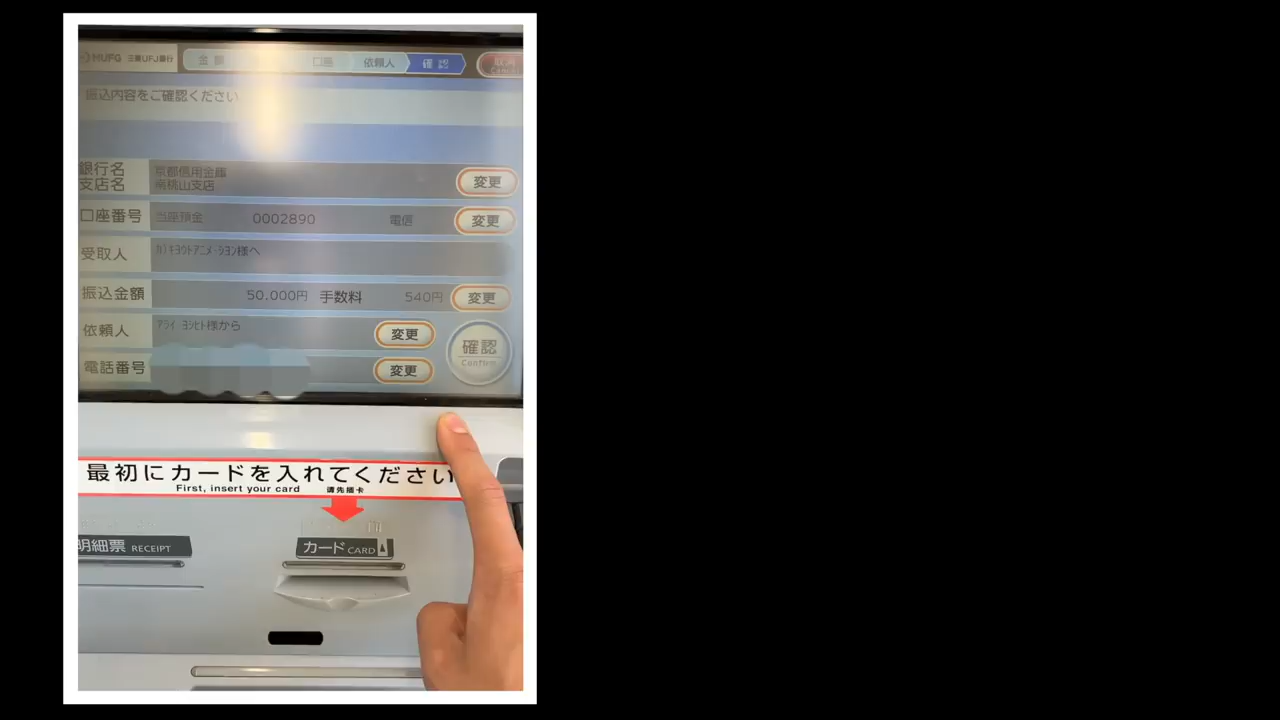 MUFG 三菱UFJ銀行
金額 口座 依頼人 確認 取消
振込内容をご確認ください
銀行名 京都信用金庫
支店名 南桃山支店 変更
口座番号 当座預金 0002890 電信 変更
受取人 カ)キヨウトアニメ-シヨン様へ
振込金額 50.000円 手数料 540円 変更
依頼人 アライ ヨシヒト様から 変更
確認
Confirm
電話番号 変更
最初にカードを入れてください
First, insert your card 请先插卡
明細票 RECEIPT
カード CARD